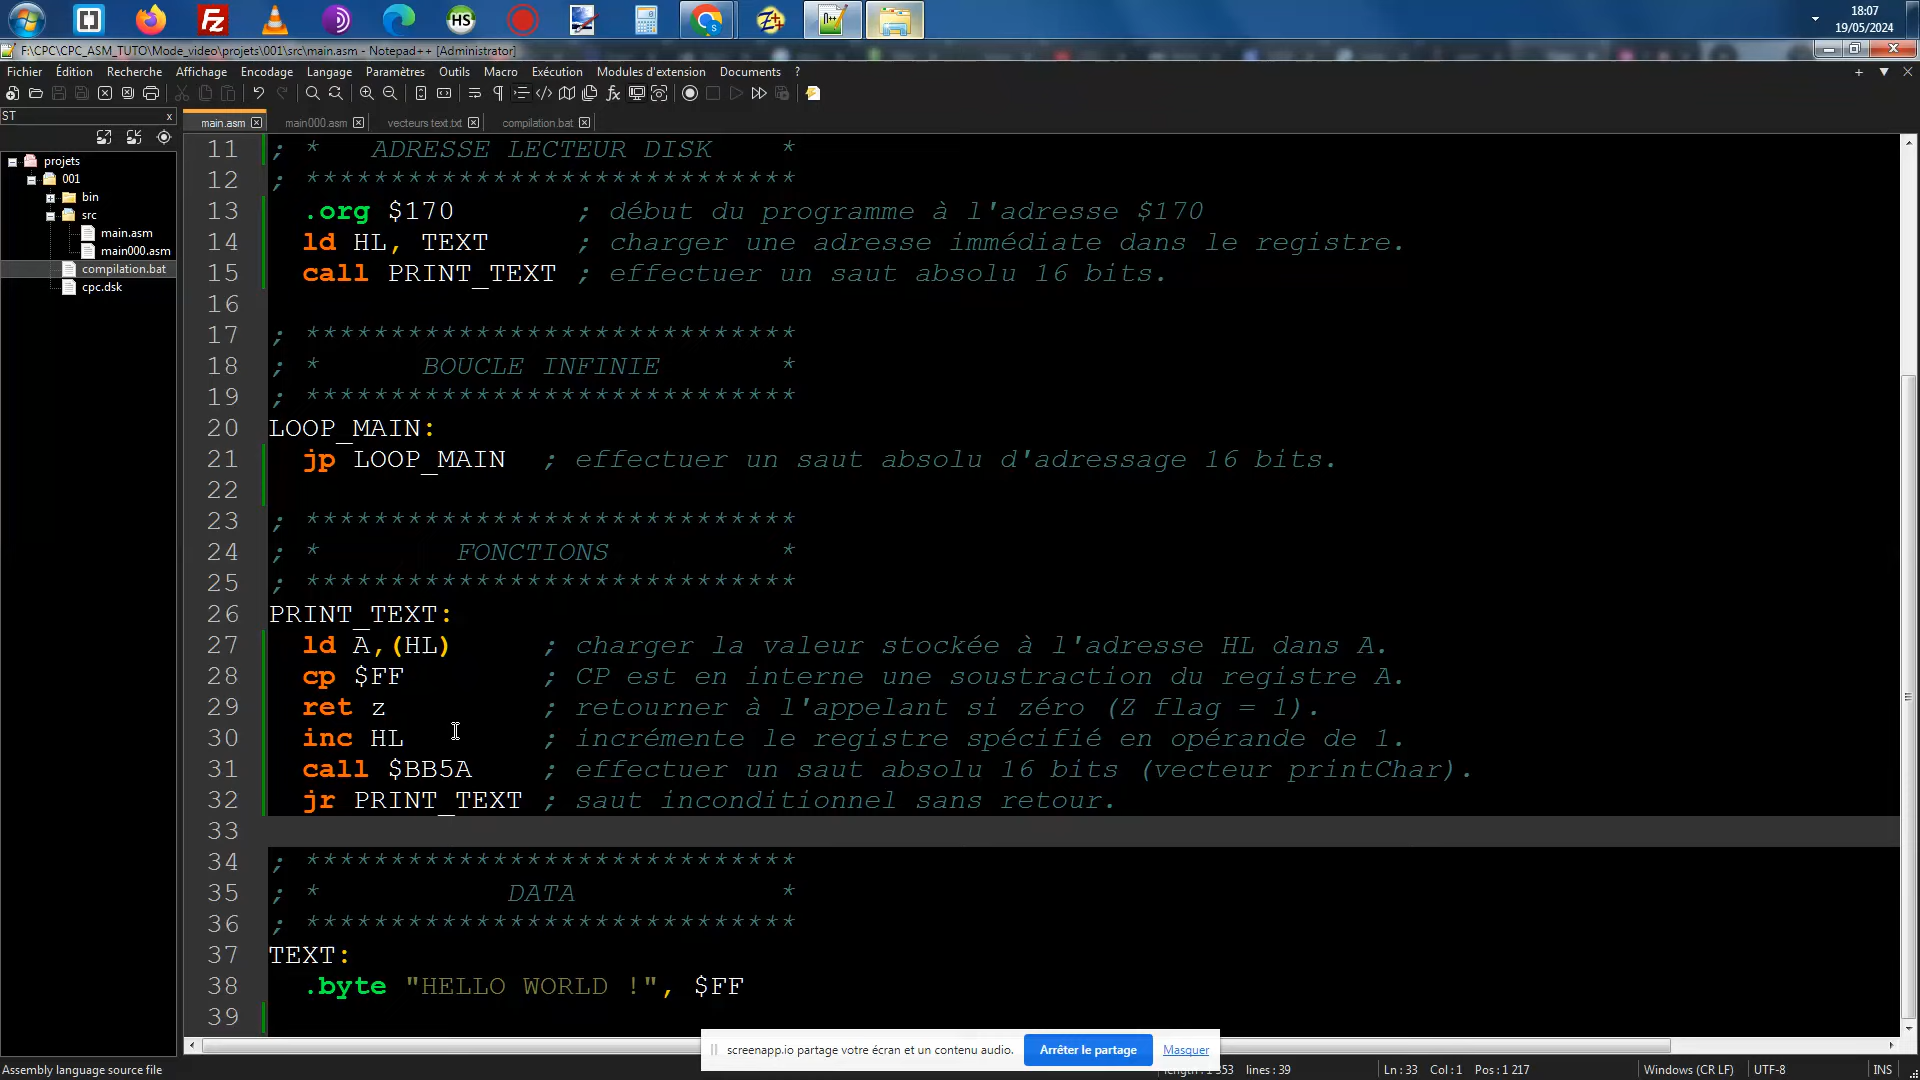 18:07
19/05/2024
F:\CPC\CPC_ASM_TUTO\Mode_video\projets\001\src\main.asm - Notepad++ [Administrator]
Fichier Édition Recherche Affichage Encodage Langage Paramètres Outils Macro Exécution Modules d'extension Documents ?
ST
main.asm main000.asm vecteurs text.txt compilation.bat
projets
001
bin
src
main.asm
main000.asm
compilation.bat
cpc.dsk
11 ; * ADRESSE LECTEUR DISK *
12 ; *****************************
13 .org $170 ; début du programme à l'adresse $170
14 ld HL, TEXT ; charger une adresse immédiate dans le registre.
15 call PRINT_TEXT ; effectuer un saut absolu 16 bits.
16
17 ; *****************************
18 ; * BOUCLE INFINIE *
19 ; *****************************
20 LOOP_MAIN:
21 jp LOOP_MAIN ; effectuer un saut absolu d'adressage 16 bits.
22
23 ; *****************************
24 ; * FONCTIONS *
25 ; *****************************
26 PRINT_TEXT:
27 ld A,(HL) ; charger la valeur stockée à l'adresse HL dans A.
28 cp $FF ; CP est en interne une soustraction du registre A.
29 ret z ; retourner à l'appelant si zéro (Z flag = 1).
30 inc HL ; incrémente le registre spécifié en opérande de 1.
31 call $BB5A ; effectuer un saut absolu 16 bits (vecteur printChar).
32 jr PRINT_TEXT ; saut inconditionnel sans retour.
33
34 ; *****************************
35 ; * DATA *
36 ; *****************************
37 TEXT:
38 .byte "HELLO WORLD !", $FF
39
screenapp.io partage votre écran et un contenu audio. Arrêter le partage Masquer
Assembly language source file lines : 39 Ln : 33 Col : 1 Pos : 1 217 Windows (CR LF) UTF-8 INS